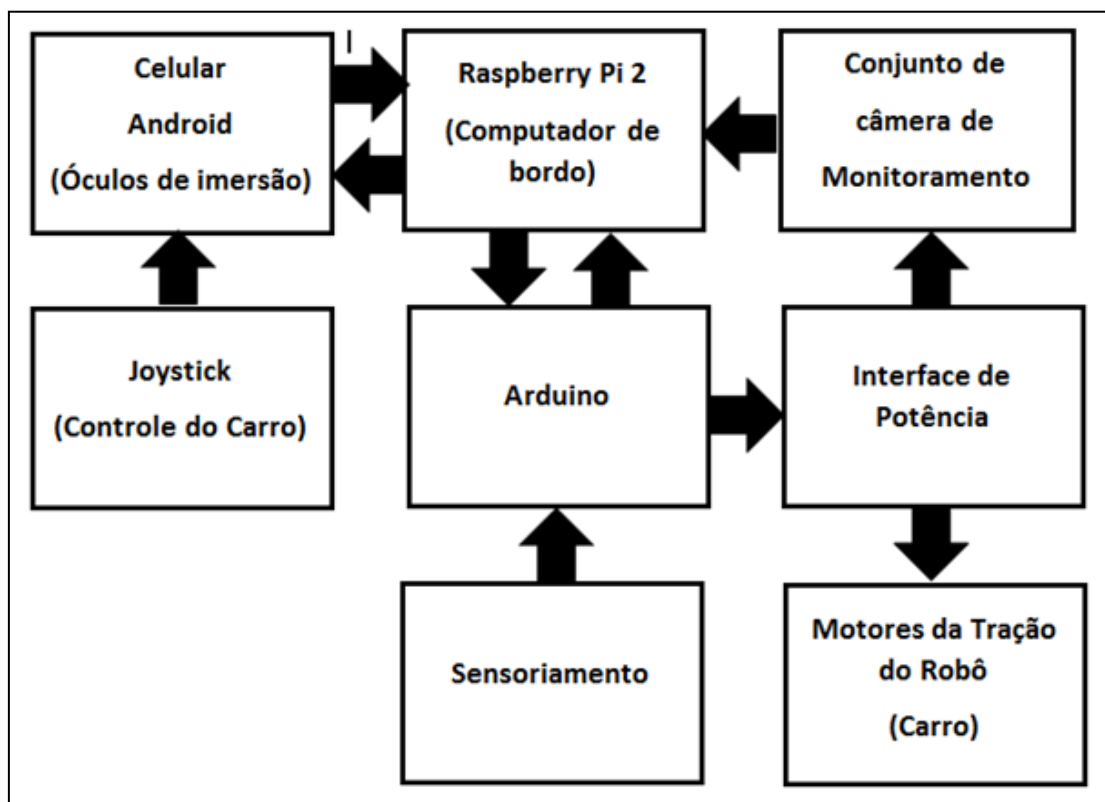 Celular
Android
(Óculos de imersão)
Raspberry Pi 2
(Computador de
bordo)
Conjunto de
câmera de
Monitoramento
Joystick
(Controle do Carro)
Arduino
Interface de
Potência
Sensoriamento
Motores da Tração
do Robô
(Carro)